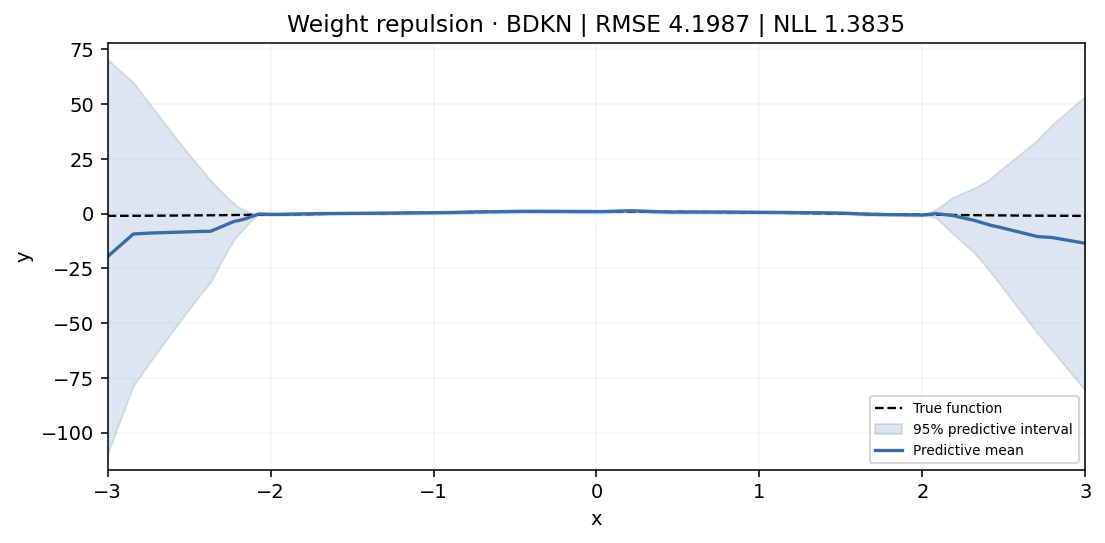 Weight repulsion · BDKN | RMSE 4.1987 | NLL 1.3835
75
50
25
0
−25
−50
−75
−100
y
True function
95% predictive interval
Predictive mean
−3
−2
−1
0
1
2
3
x